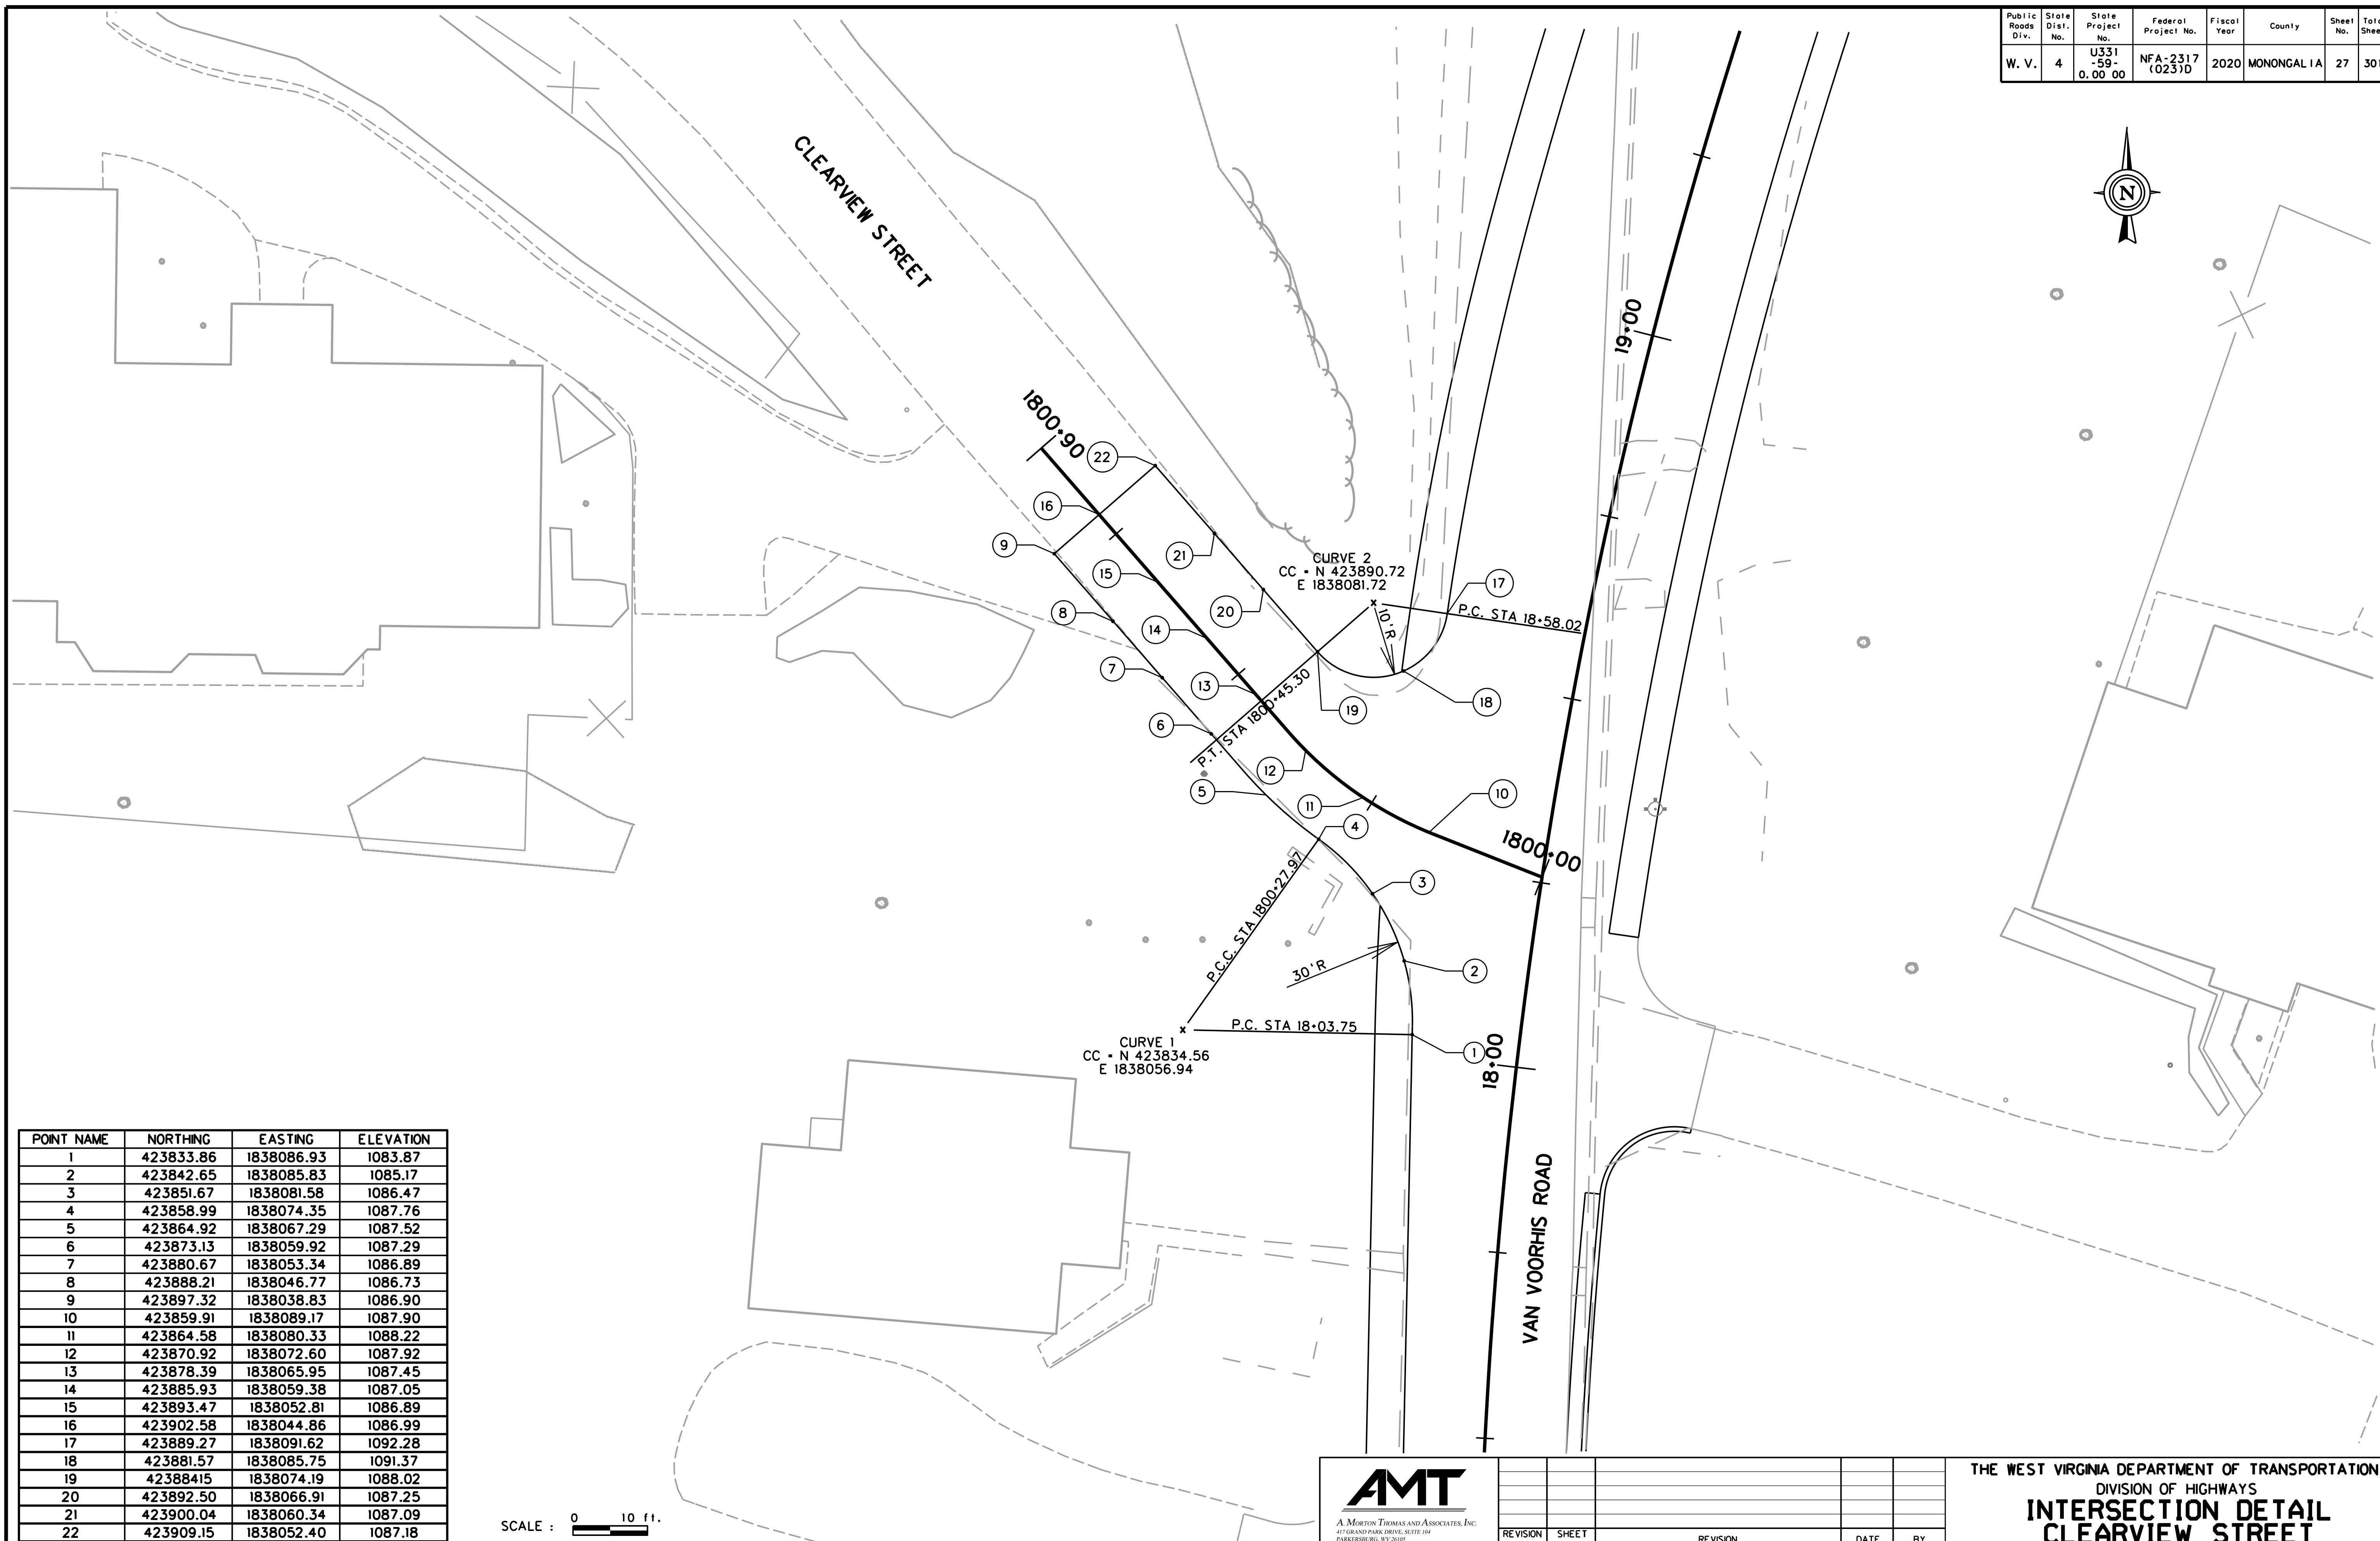 Public Roads Div. State Dist. No. State Project No. Federal Project No. Fiscal Year County Sheet No.
W. V. 4 U331 -59- 0.00 00 NFA-2317 (023)D 2020 MONONGALIA 27
N
CLEARVIEW STREET
19+00
1800+90
22
16
9
21
15
CURVE 2
CC = N 423890.72
E 1838081.72
17
20
8
10'R
P.C. STA 18+58.02
14
7
13
18
19
6
P.T. STA 1800+45.30
12
5
11
10
4
1800+00
3
P.C.C. STA 1800+27.97
2
30'R
P.C. STA 18+03.75
CURVE 1
CC = N 423834.56
E 1838056.94
1
18+00
VAN VOORHIS ROAD
POINT NAME NORTHING EASTING ELEVATION
1 423833.86 1838086.93 1083.87
2 423842.65 1838085.83 1085.17
3 423851.67 1838081.58 1086.47
4 423858.99 1838074.35 1087.76
5 423864.92 1838067.29 1087.52
6 423873.13 1838059.92 1087.29
7 423880.67 1838053.34 1086.89
8 423888.21 1838046.77 1086.73
9 423897.32 1838038.83 1086.90
10 423859.91 1838089.17 1087.90
11 423864.58 1838080.33 1088.22
12 423870.92 1838072.60 1087.92
13 423878.39 1838065.95 1087.45
14 423885.93 1838059.38 1087.05
15 423893.47 1838052.81 1086.89
16 423902.58 1838044.86 1086.99
17 423889.27 1838091.62 1092.28
18 423881.57 1838085.75 1091.37
19 42388415 1838074.19 1088.02
20 423892.50 1838066.91 1087.25
21 423900.04 1838060.34 1087.09
22 423909.15 1838052.40 1087.18
SCALE : 0 10 ft.
AMT
A. MORTON THOMAS AND ASSOCIATES, INC.
417 GRAND PARK DRIVE, SUITE 104
PARKERSBURG, WV 26105
REVISION SHEET REVISION DATE BY
THE WEST VIRGINIA DEPARTMENT OF TRANSPORTATION
DIVISION OF HIGHWAYS
INTERSECTION DETAIL
CLEARVIEW STREET